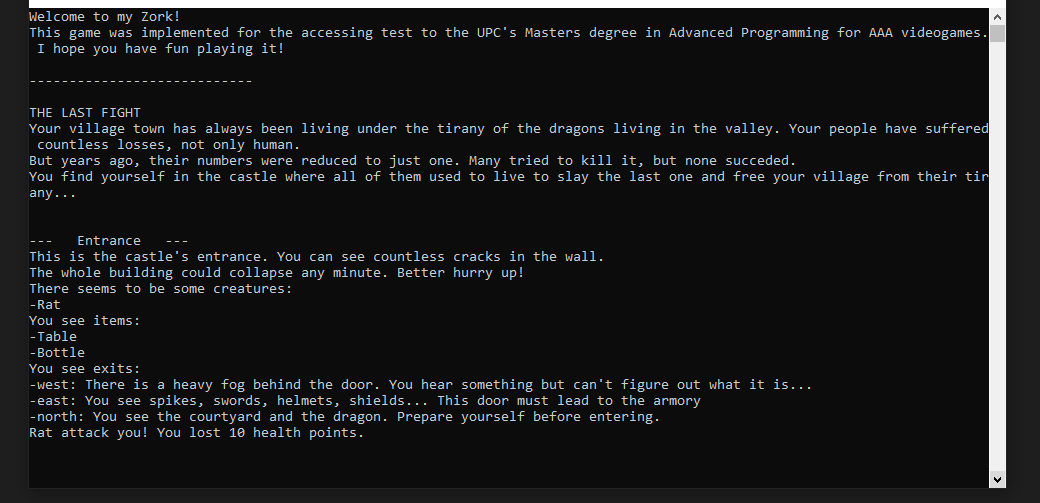 Welcome to my Zork!
This game was implemented for the accessing test to the UPC's Masters degree in Advanced Programming for AAA videogames.
 I hope you have fun playing it!

----------------------------

THE LAST FIGHT
Your village town has always been living under the tirany of the dragons living in the valley. Your people have suffered
 countless losses, not only human.
But years ago, their numbers were reduced to just one. Many tried to kill it, but none succeded.
You find yourself in the castle where all of them used to live to slay the last one and free your village from their tir
any...

---   Entrance   ---
This is the castle's entrance. You can see countless cracks in the wall.
The whole building could collapse any minute. Better hurry up!
There seems to be some creatures:
-Rat
You see items:
-Table
-Bottle
You see exits:
-west: There is a heavy fog behind the door. You hear something but can't figure out what it is...
-east: You see spikes, swords, helmets, shields... This door must lead to the armory
-north: You see the courtyard and the dragon. Prepare yourself before entering.
Rat attack you! You lost 10 health points.